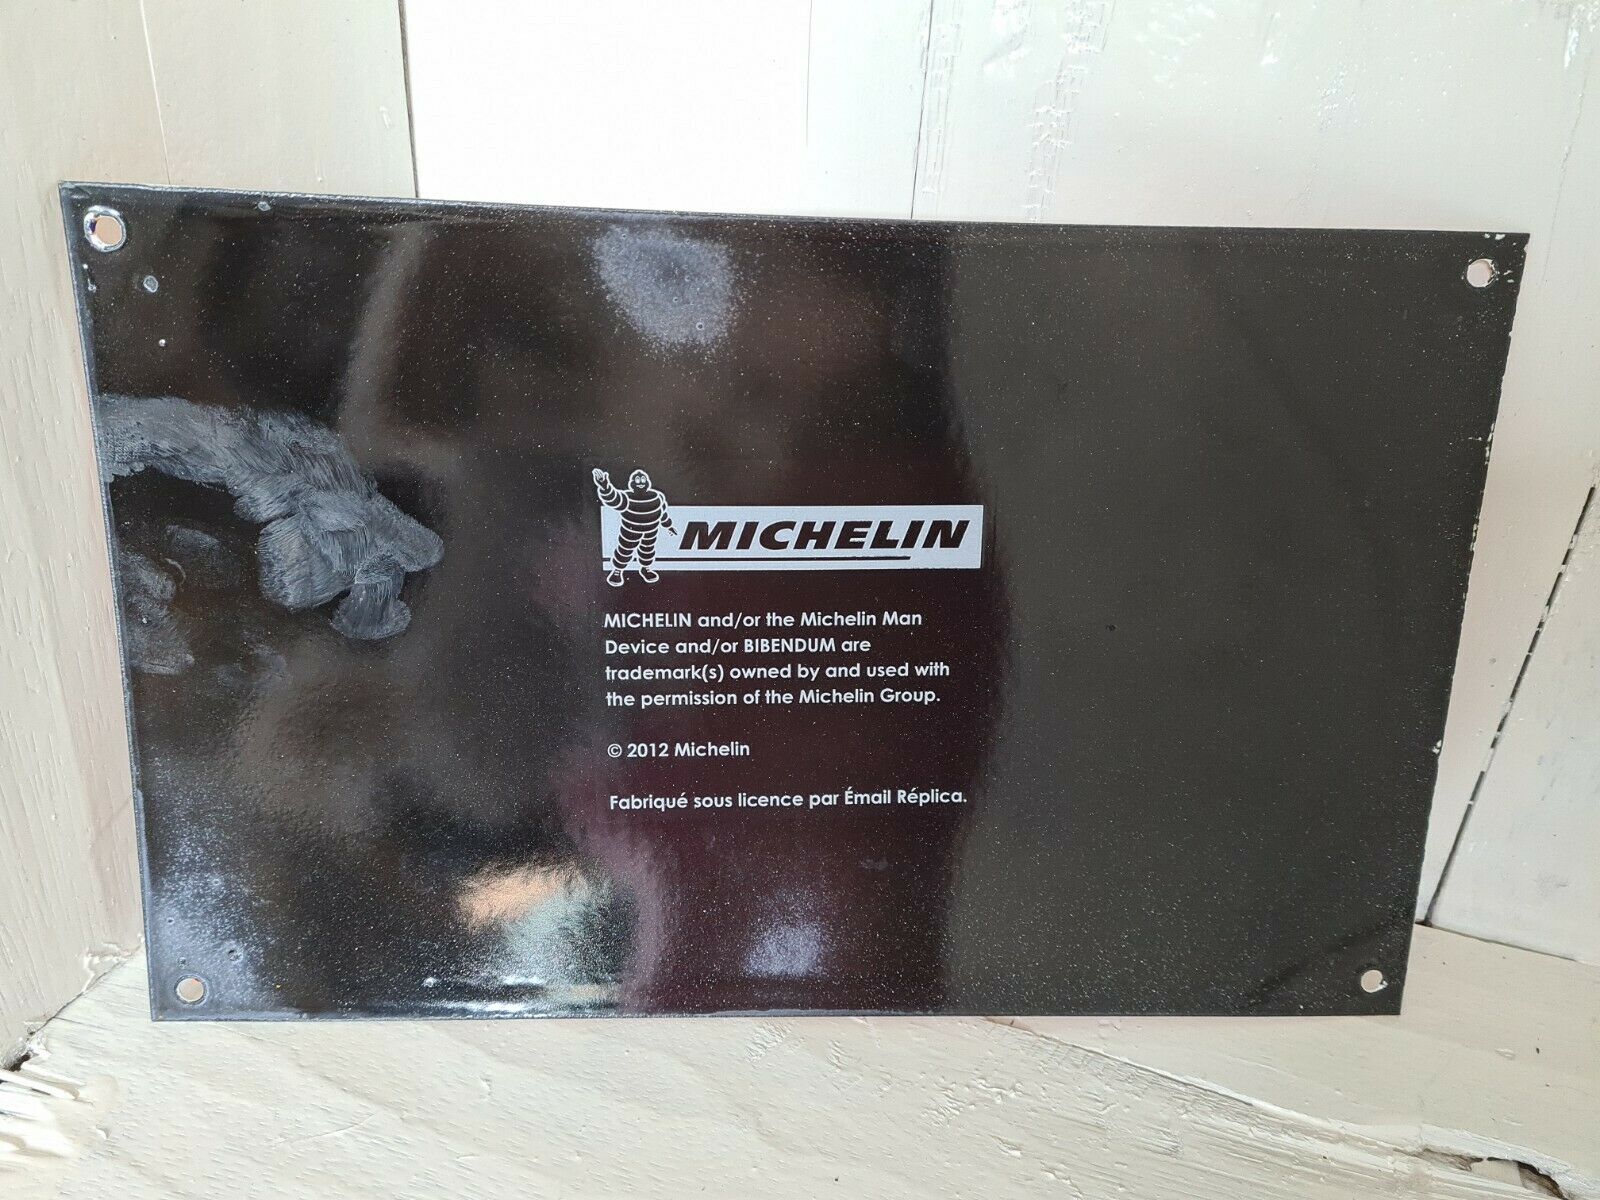 MICHELIN
MICHELIN and/or the Michelin Man
Device and/or BIBENDUM are
trademark(s) owned by and used with
the permission of the Michelin Group.
© 2012 Michelin
Fabriqué sous licence par Émail Réplica.